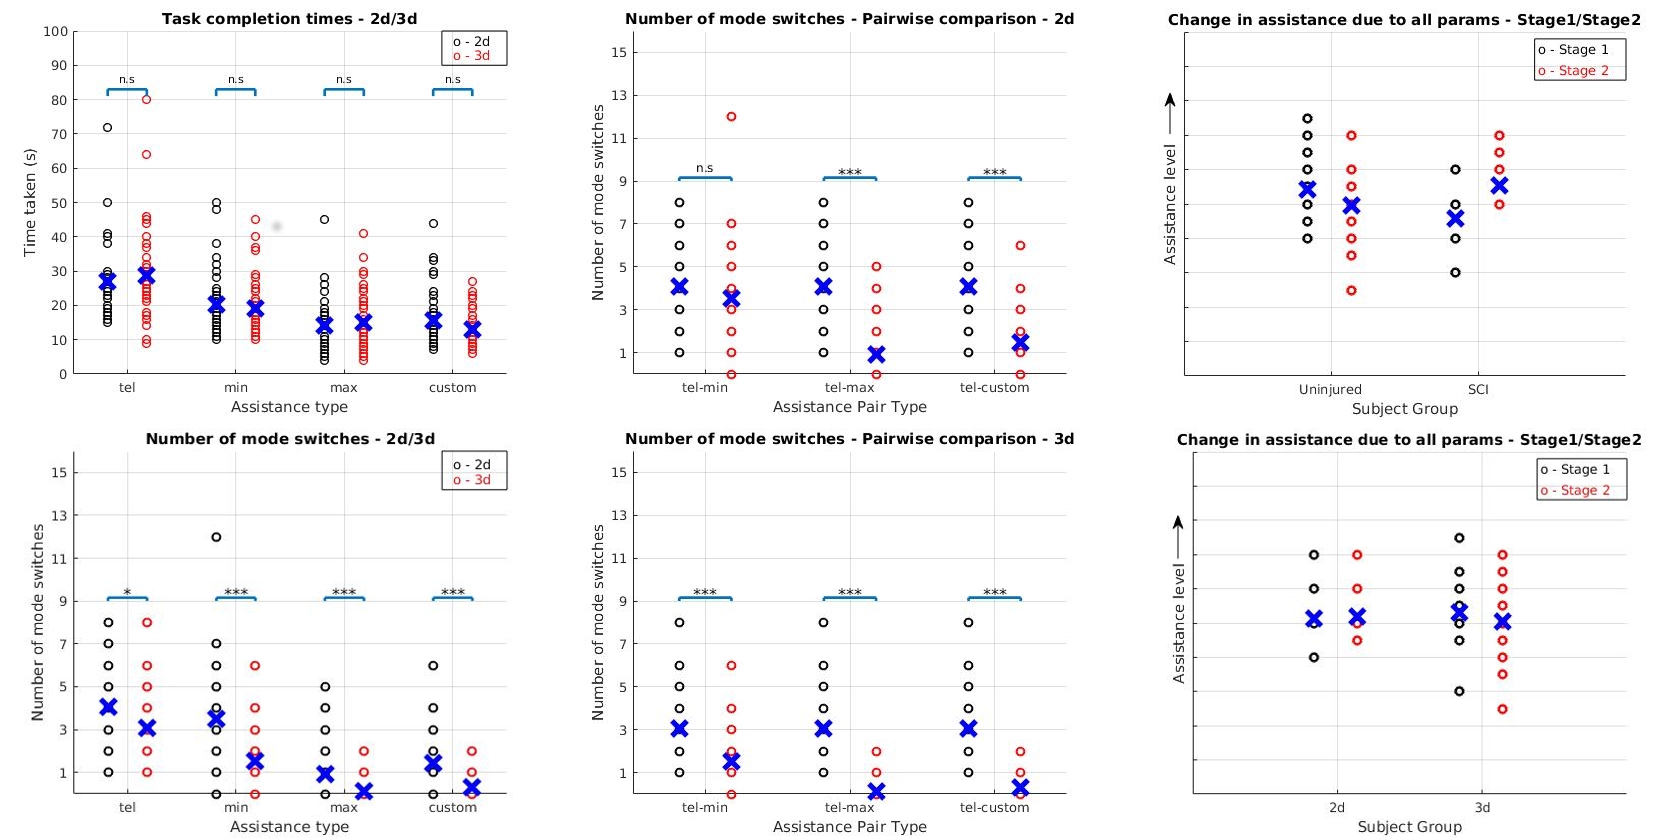 Task completion times - 2d/3d
100
90
80
70
60
50
40
30
20
10
0
Time taken (s)
o - 2d
o - 3d
n.s
n.s
n.s
n.s
tel
min
max
custom
Assistance type
Number of mode switches - Pairwise comparison - 2d
15
13
11
9
7
5
3
1
Number of mode switches
n.s
***
***
tel-min
tel-max
tel-custom
Assistance Pair Type
Change in assistance due to all params - Stage1/Stage2
o - Stage 1
o - Stage 2
Assistance level
Uninjured
SCI
Subject Group
Number of mode switches - 2d/3d
15
13
11
9
7
5
3
1
Number of mode switches
o - 2d
o - 3d
*
***
***
***
tel
min
max
custom
Assistance type
Number of mode switches - Pairwise comparison - 3d
15
13
11
9
7
5
3
1
Number of mode switches
***
***
***
tel-min
tel-max
tel-custom
Assistance Pair Type
Change in assistance due to all params - Stage1/Stage2
o - Stage 1
o - Stage 2
Assistance level
2d
3d
Subject Group